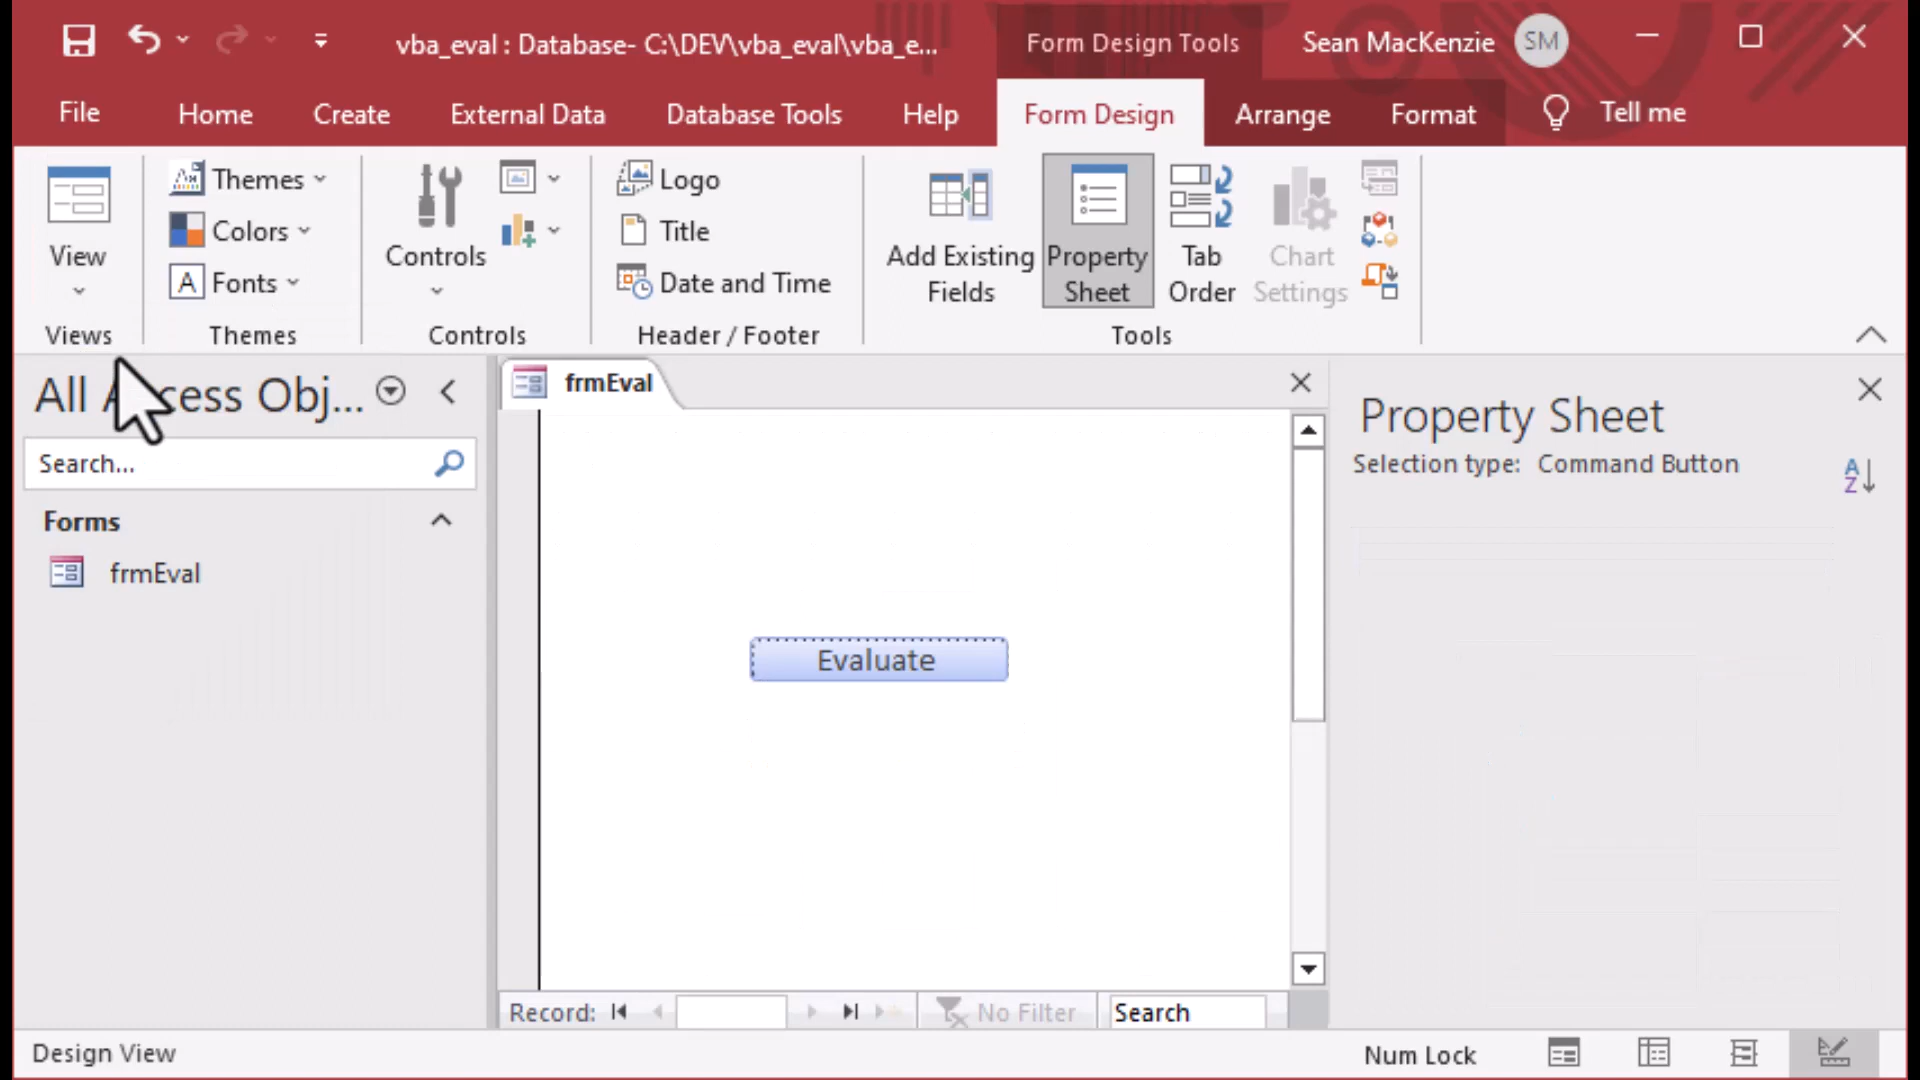 vba_eval : Database- C:\DEV\vba_eval\vba_e...
Form Design Tools
Sean MacKenzie
SM
File
Home
Create
External Data
Database Tools
Help
Form Design
Arrange
Format
Tell me
View
Views
Themes
Colors
A
Fonts
Themes
Controls
Controls
Logo
Title
Date and Time
Header / Footer
Add Existing
Fields
Property
Sheet
Tab
Order
Chart
Settings
Tools
All Access Obj...
Search...
Forms
frmEval
frmEval
Evaluate
Property Sheet
Selection type: Command Button
A
Z
Record:
No Filter
Search
Design View
Num Lock